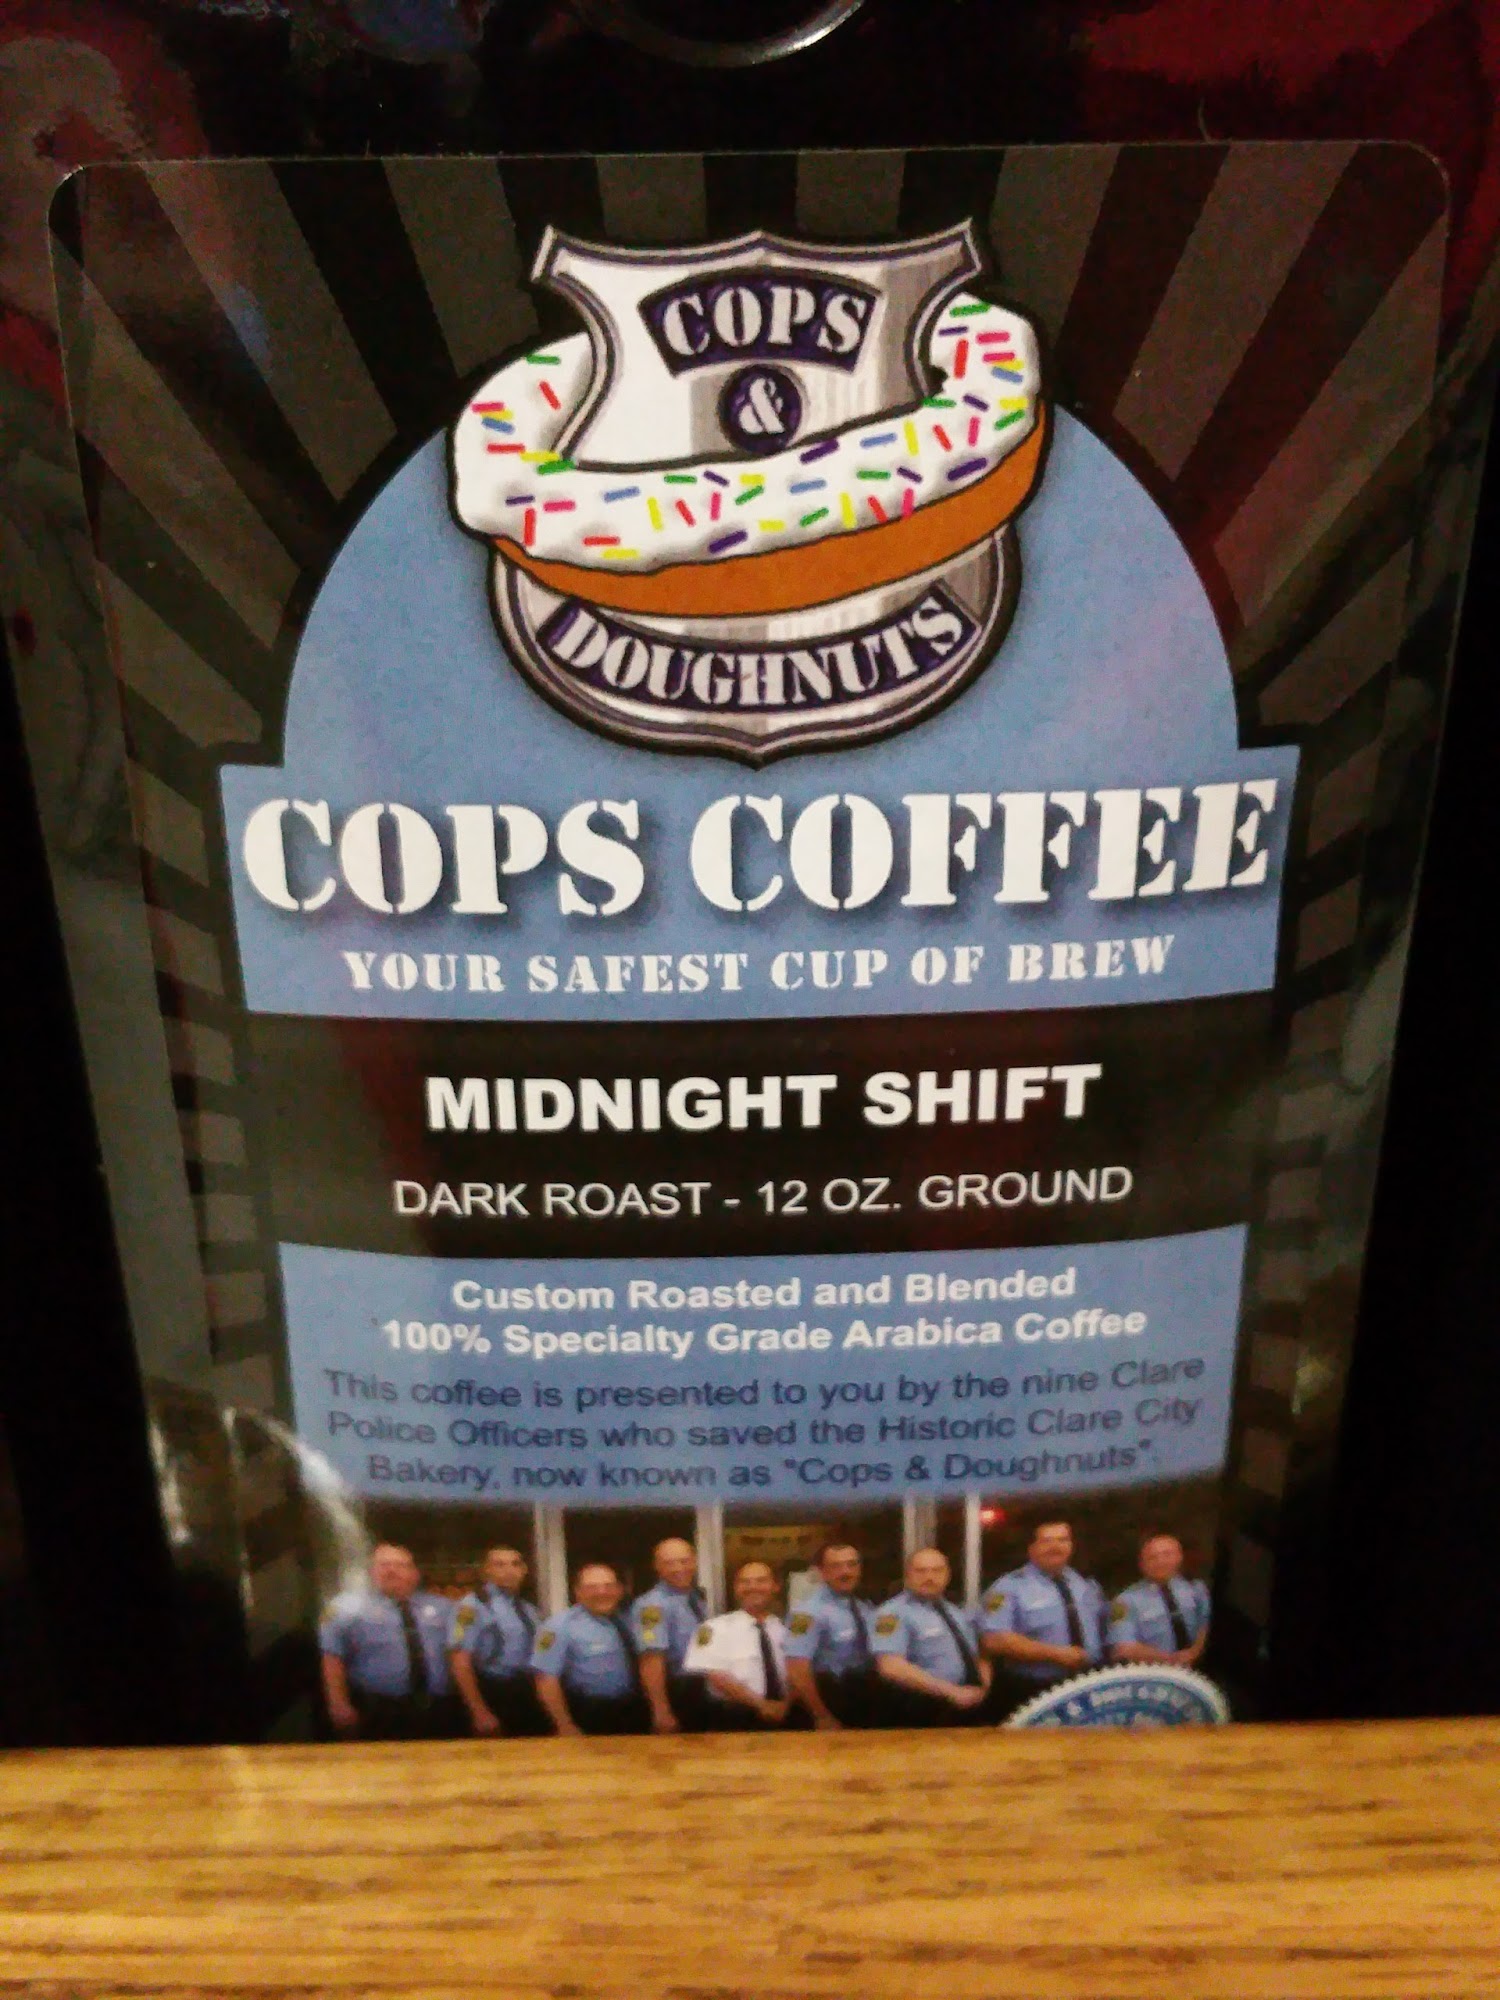 COPS
&
DOUGHNUTS
COPS COFFEE
YOUR SAFEST CUP OF BREW
MIDNIGHT SHIFT
DARK ROAST - 12 OZ. GROUND
Custom Roasted and Blended
100% Specialty Grade Arabica Coffee
This coffee is presented to you by the nine Clare
Police Officers who saved the Historic Clare City
Bakery, now known as "Cops & Doughnuts".